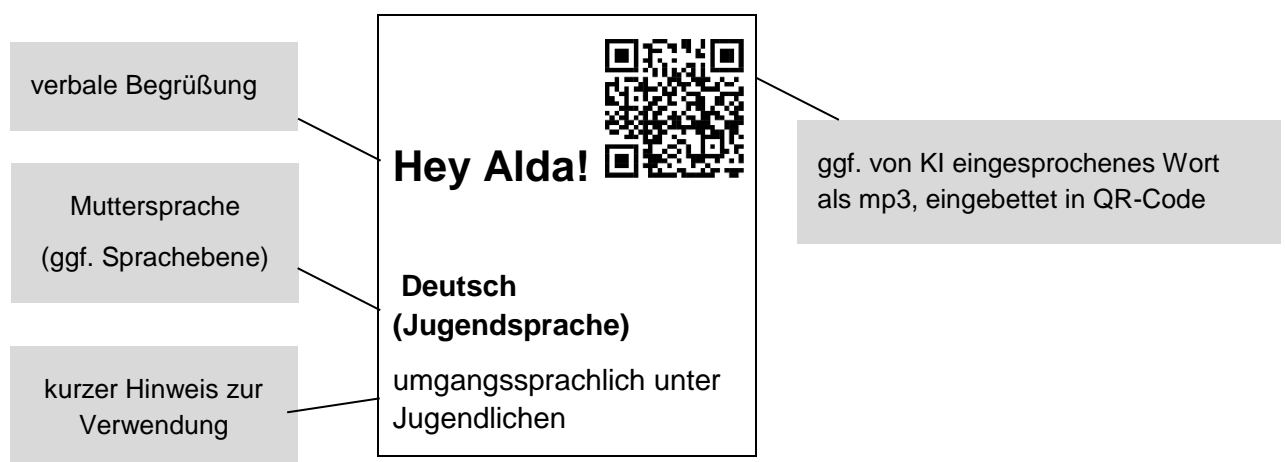 verbale Begrüßung
Muttersprache
(ggf. Sprachebene)
kurzer Hinweis zur
Verwendung
Hey Alda!
Deutsch
(Jugendsprache)
umgangssprachlich unter
Jugendlichen
ggf. von KI eingesprochenes Wort
als mp3, eingebettet in QR-Code